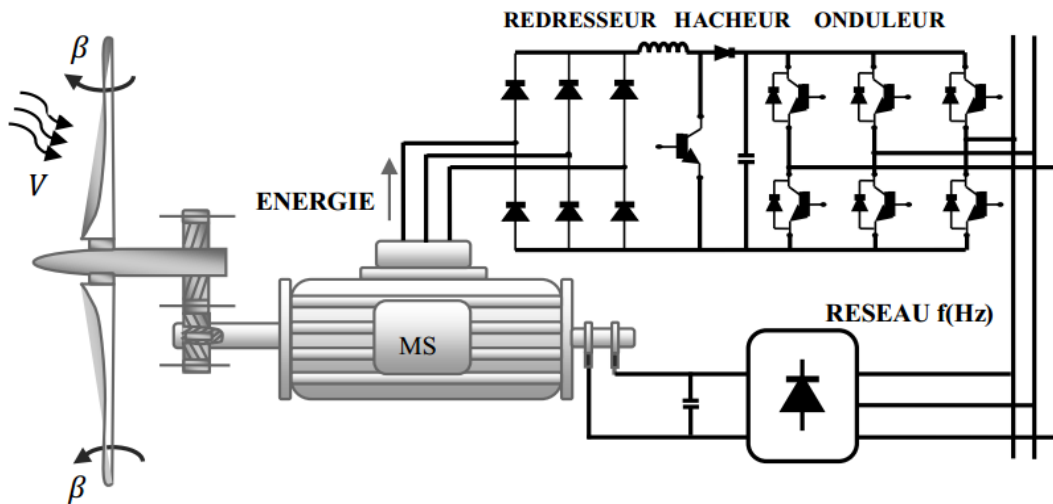 REDRESSEUR HACHEUR ONDULEUR
β
V
ENERGIE
RESEAU f(Hz)
MS
β